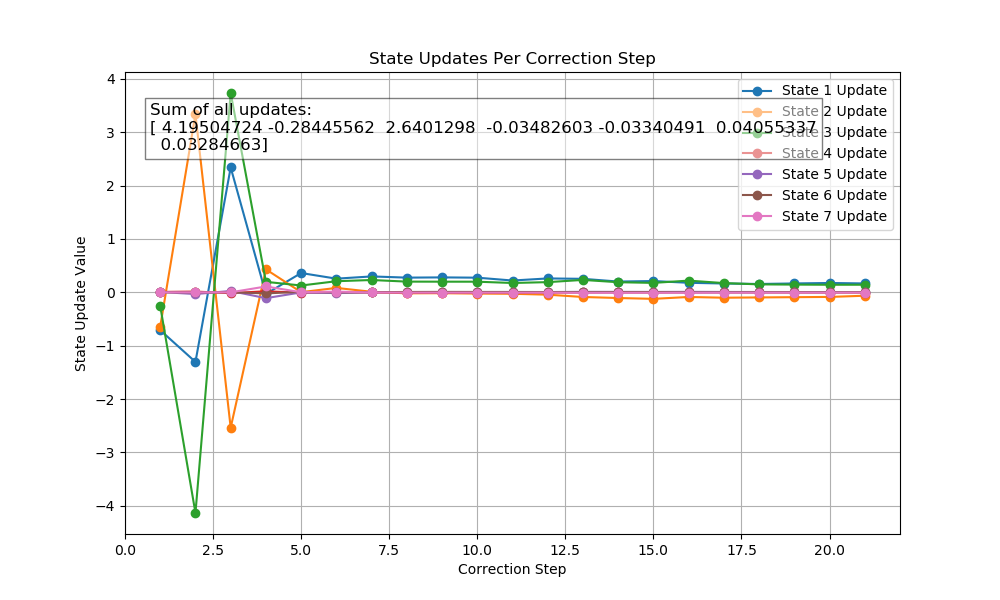 State Updates Per Correction Step
Sum of all updates:
[ 4.19504724 -0.28445562 2.6401298 -0.03482603 -0.03340491 0.04055337
0.03284663]
State 1 Update
State 2 Update
State 3 Update
State 4 Update
State 5 Update
State 6 Update
State 7 Update
State Update Value
4
3
2
1
0
−1
−2
−3
−4
0.0 2.5 5.0 7.5 10.0 12.5 15.0 17.5 20.0
Correction Step